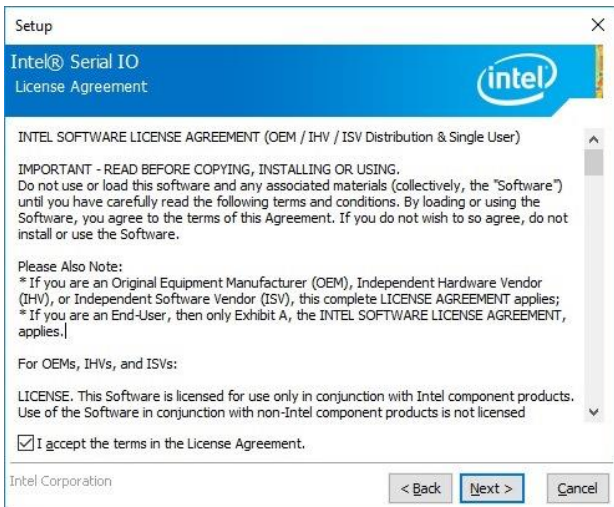 Setup
Intel® Serial IO
License Agreement
intel
INTEL SOFTWARE LICENSE AGREEMENT (OEM / IHV / ISV Distribution & Single User)
IMPORTANT - READ BEFORE COPYING, INSTALLING OR USING.
Do not use or load this software and any associated materials (collectively, the "Software")
until you have carefully read the following terms and conditions. By loading or using the
Software, you agree to the terms of this Agreement. If you do not wish to so agree, do not
install or use the Software.
Please Also Note:
* If you are an Original Equipment Manufacturer (OEM), Independent Hardware Vendor
(IHV), or Independent Software Vendor (ISV), this complete LICENSE AGREEMENT applies;
* If you are an End-User, then only Exhibit A, the INTEL SOFTWARE LICENSE AGREEMENT,
applies.
For OEMs, IHVs, and ISVs:
LICENSE. This Software is licensed for use only in conjunction with Intel component products.
Use of the Software in conjunction with non-Intel component products is not licensed
I accept the terms in the License Agreement.
Intel Corporation
< Back Next > Cancel